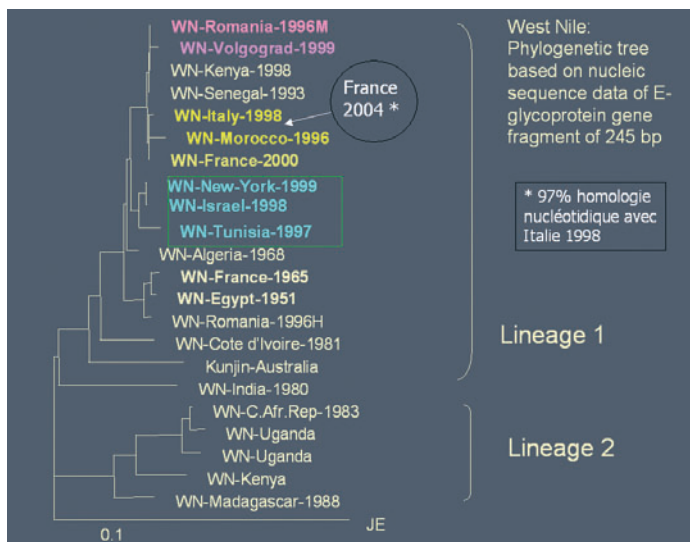 WN-Romania-1996M
WN-Volgograd-1999
WN-Kenya-1998
WN-Senegal-1993
WN-Italy-1998
WN-Morocco-1996
WN-France-2000
WN-New-York-1999
WN-Israel-1998
WN-Tunisia-1997
WN-Algeria-1968
WN-France-1965
WN-Egypt-1951
WN-Romania-1996H
WN-Cote d'Ivoire-1981
Kunjin-Australia
WN-India-1980
WN-C.Afr.Rep-1983
WN-Uganda
WN-Uganda
WN-Kenya
WN-Madagascar-1988
JE
0.1
France
2004 *
West Nile:
Phylogenetic tree
based on nucleic
sequence data of E-
glycoprotein gene
fragment of 245 bp
* 97% homologie
nucléotidique avec
Italie 1998
Lineage 1
Lineage 2